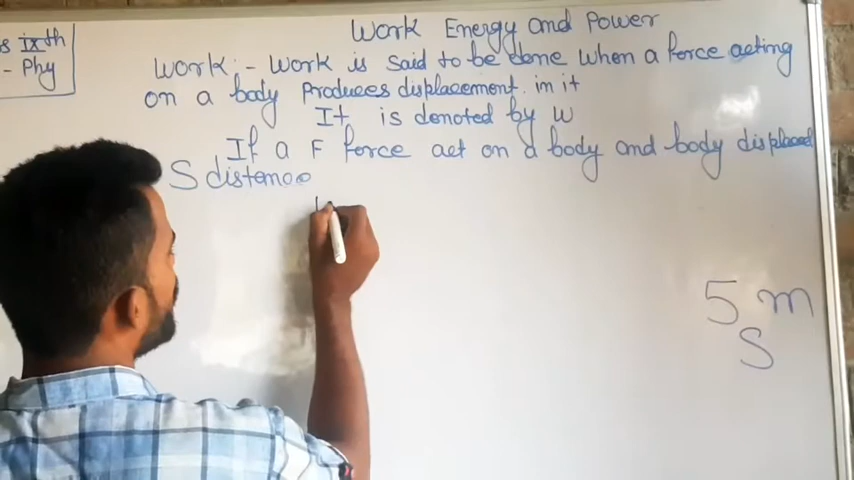 Work Energy and Power
s IXth
- Phy
Work :- Work is said to be done when a force acting
on a body Produces displacement in it
It is denoted by W
If a F force act on a body and body displaced
S distence
5 m
S